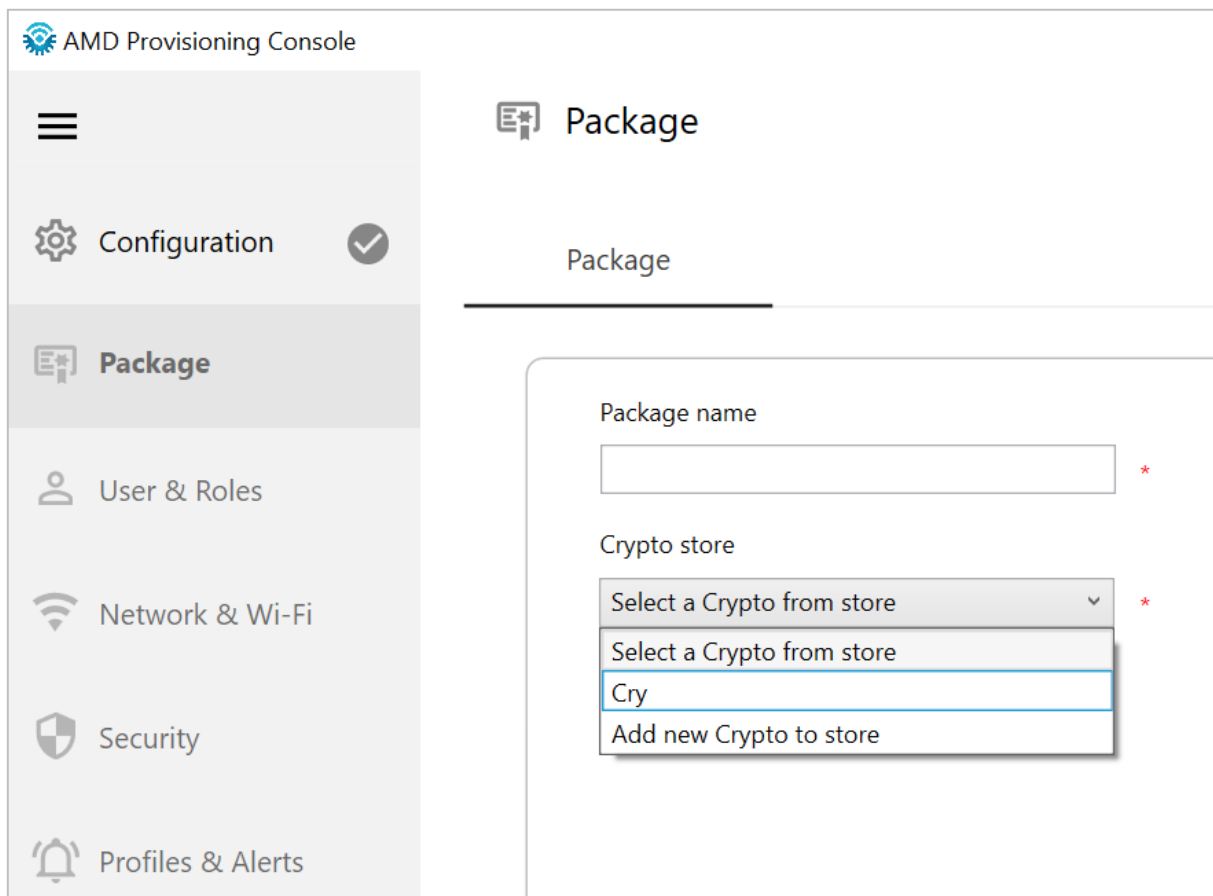 AMD Provisioning Console
Package
Configuration
Package
Package
Package name
*
User & Roles
Crypto store
Select a Crypto from store
*
Network & Wi-Fi
Select a Crypto from store
Cry
Add new Crypto to store
Security
Profiles & Alerts